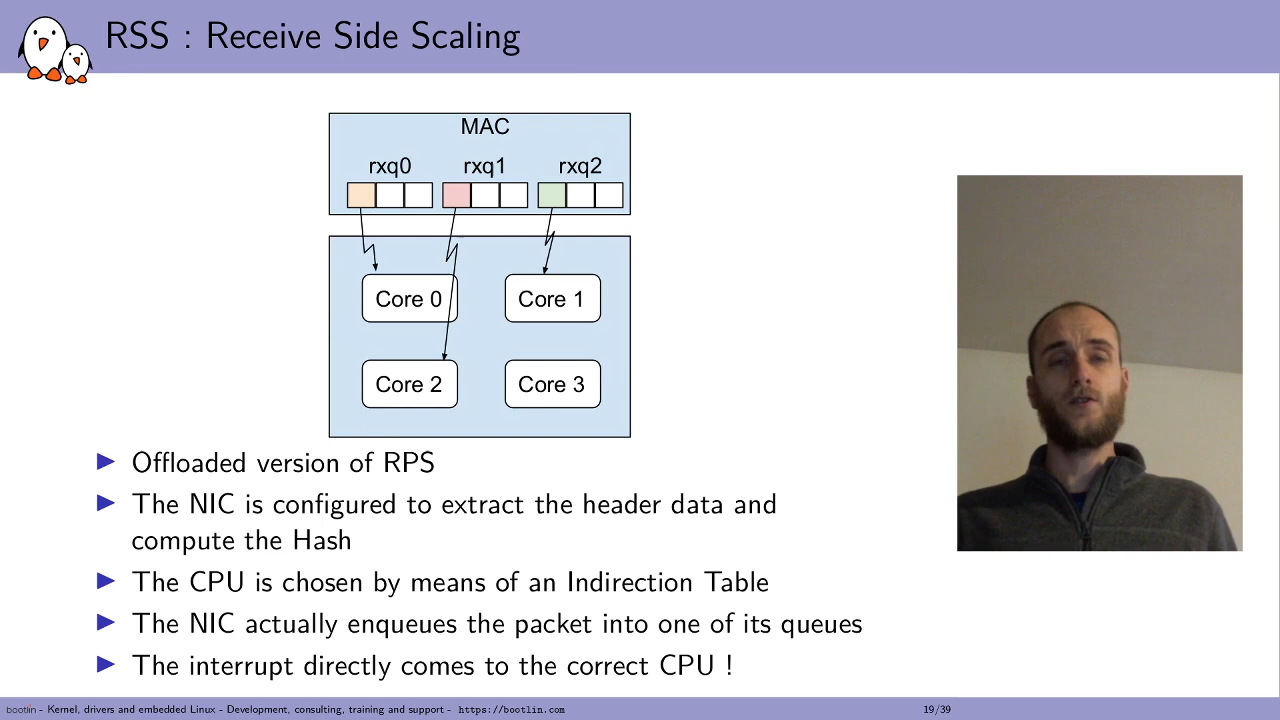 RSS : Receive Side Scaling
MAC
rxq0 rxq1 rxq2
Core 0 Core 1
Core 2 Core 3
Offloaded version of RPS
The NIC is configured to extract the header data and
compute the Hash
The CPU is chosen by means of an Indirection Table
The NIC actually enqueues the packet into one of its queues
The interrupt directly comes to the correct CPU !
bootlin - Kernel, drivers and embedded Linux - Development, consulting, training and support - https://bootlin.com 19/39